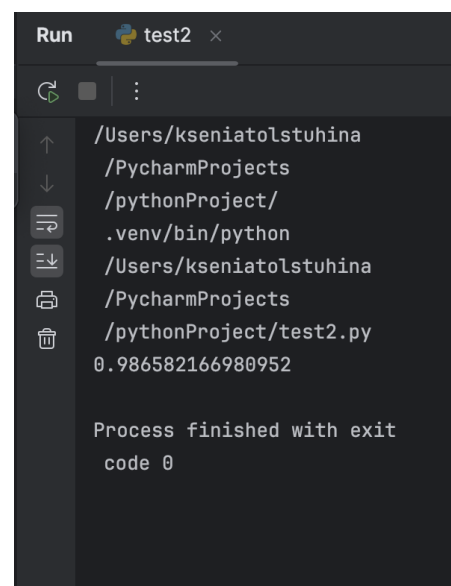 Run test2
/Users/kseniatolstuhina
/PycharmProjects
/pythonProject/
.venv/bin/python
/Users/kseniatolstuhina
/PycharmProjects
/pythonProject/test2.py
0.986582166980952
Process finished with exit
code 0